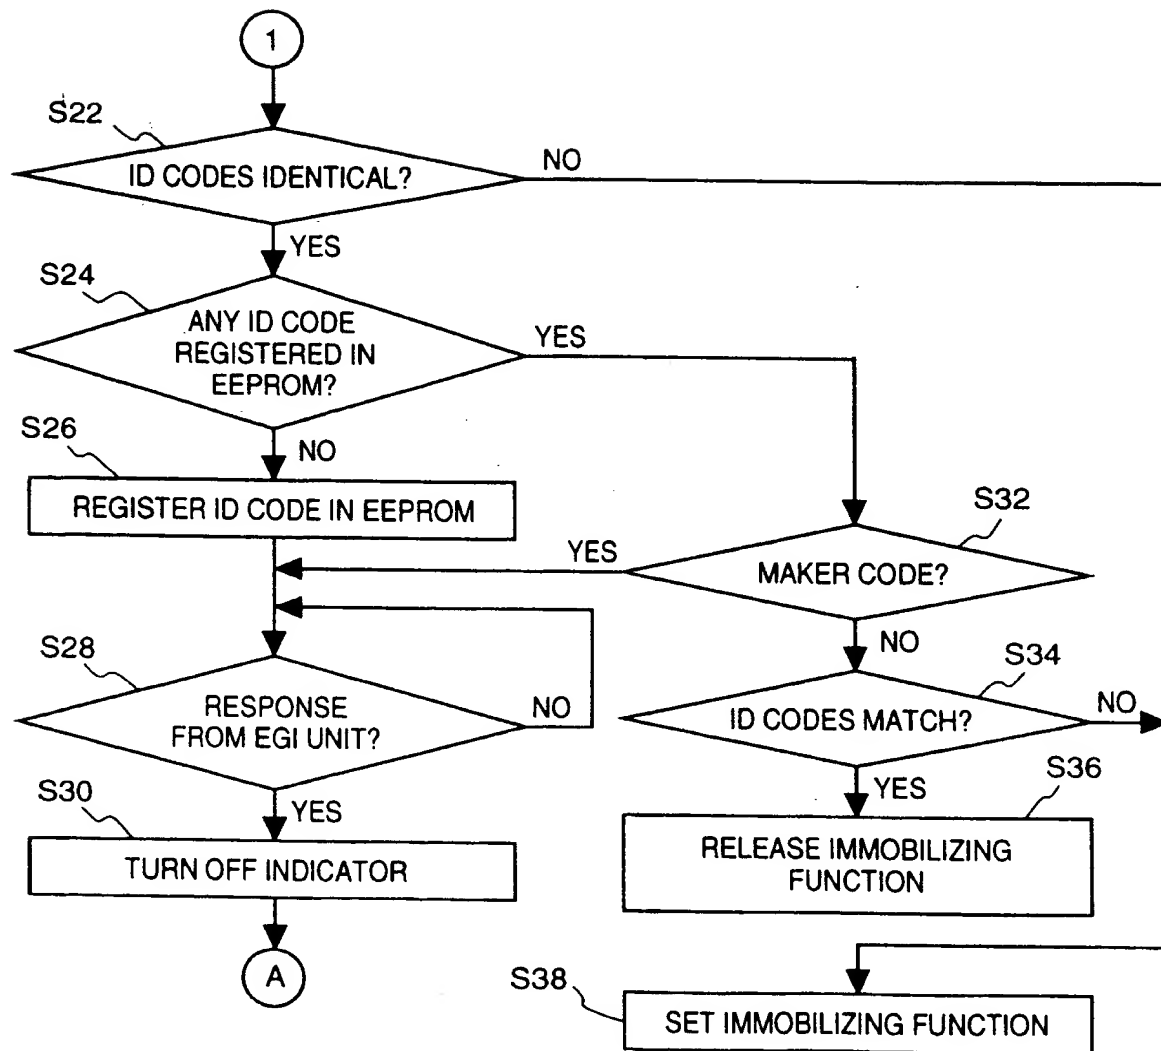 1
S22
ID CODES IDENTICAL?
NO
YES
S24
ANY ID CODE
REGISTERED IN
EEPROM?
YES
NO
S26
REGISTER ID CODE IN EEPROM
S32
MAKER CODE?
YES
NO
S28
RESPONSE
FROM EGI UNIT?
NO
YES
S34
ID CODES MATCH?
NO
YES
S30
TURN OFF INDICATOR
S36
RELEASE IMMOBILIZING
FUNCTION
A
S38
SET IMMOBILIZING FUNCTION